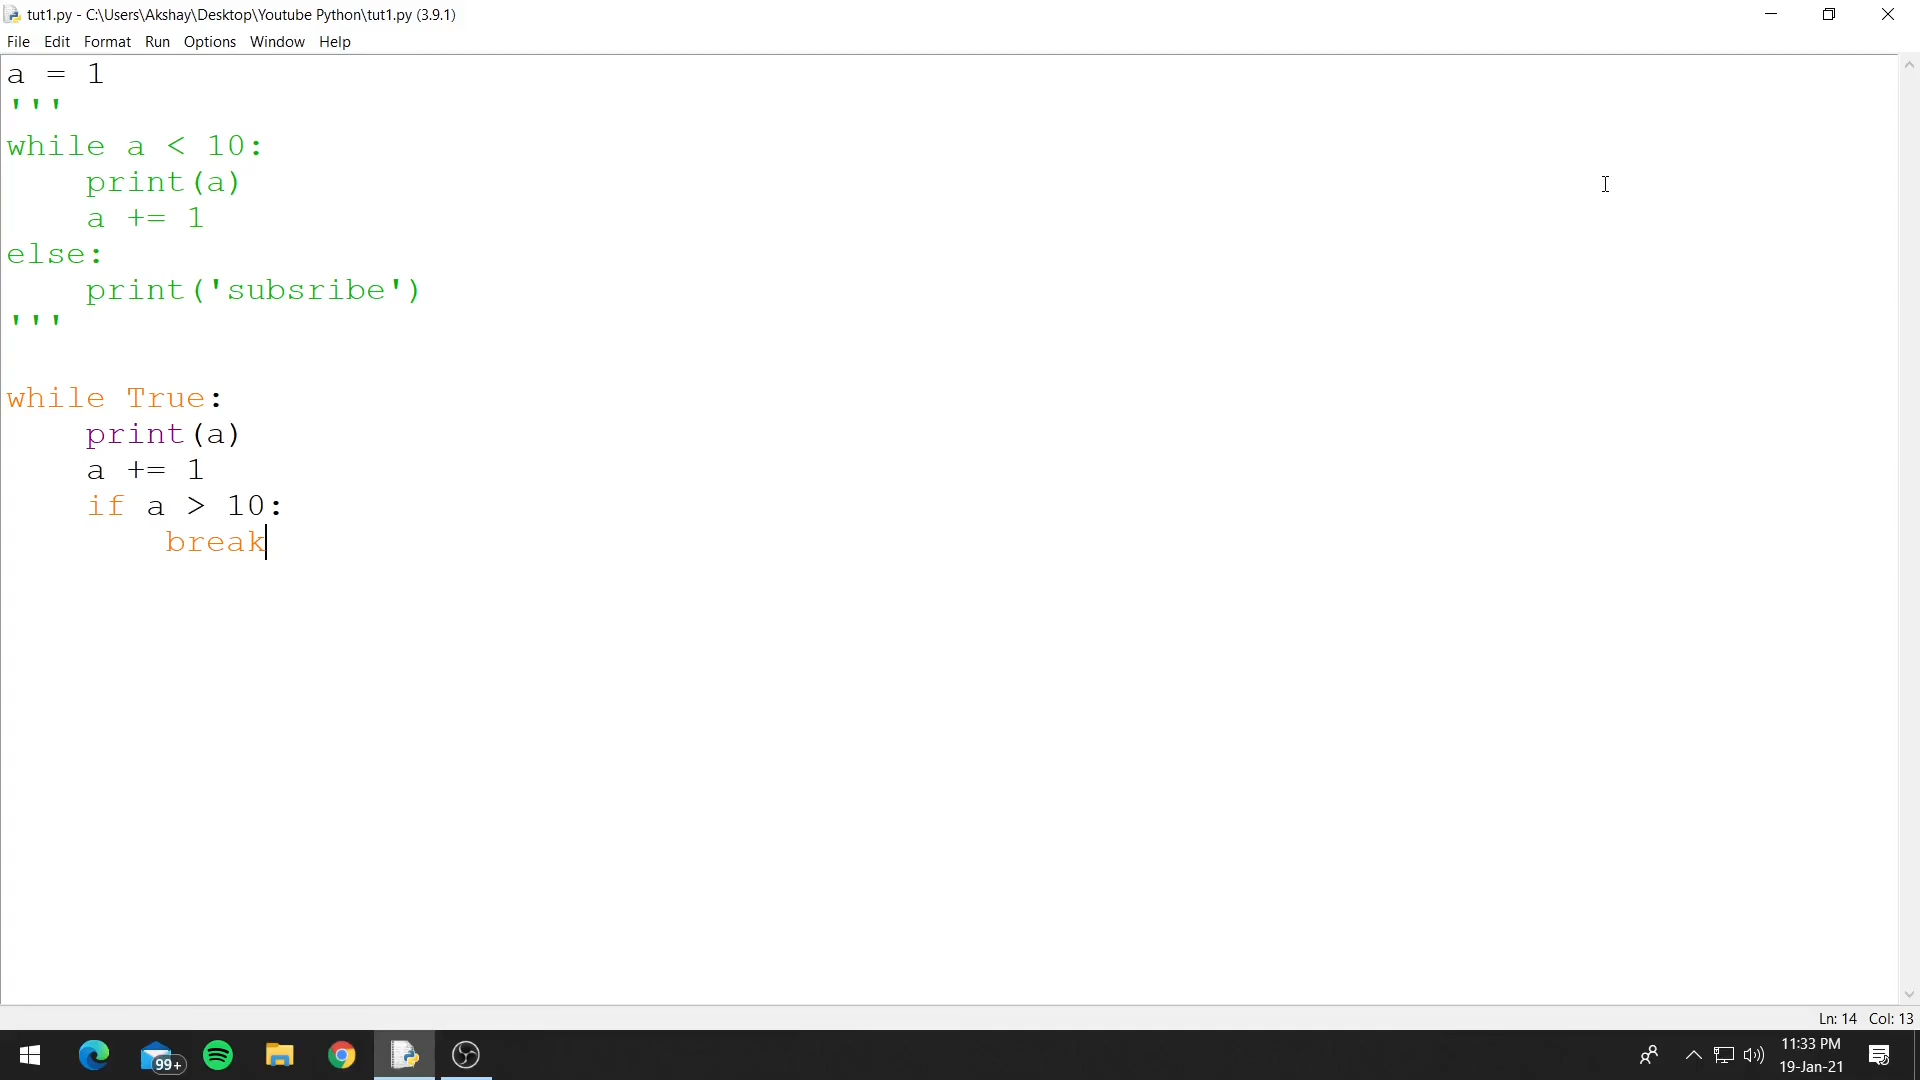 tut1.py - C:\Users\Akshay\Desktop\Youtube Python\tut1.py (3.9.1)
File Edit Format Run Options Window Help
a = 1
'''
while a < 10:
    print(a)
    a += 1
else:
    print('subsribe')
'''

while True:
    print(a)
    a += 1
    if a > 10:
        break
Ln: 14 Col: 13
99+
11:33 PM
19-Jan-21